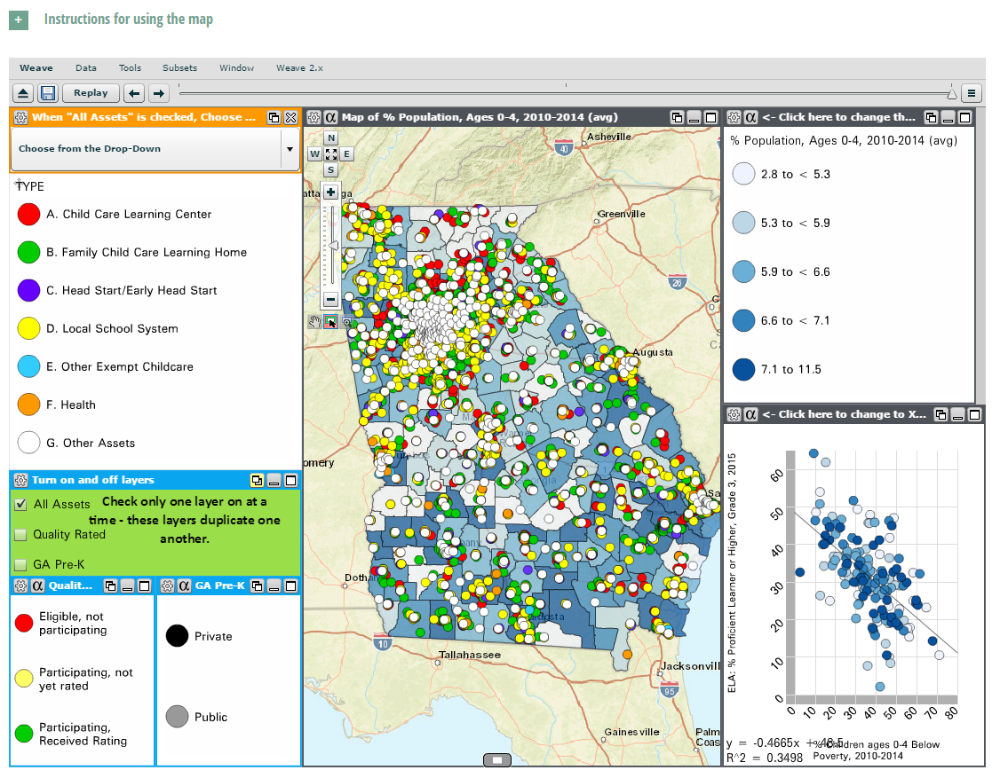 + Instructions for using the map
Weave Data Tools Subsets Window Weave 2.x
Replay
When "All Assets" is checked, Choose ...
Choose from the Drop-Down
TYPE
A. Child Care Learning Center
B. Family Child Care Learning Home
C. Head Start/Early Head Start
D. Local School System
E. Other Exempt Childcare
F. Health
G. Other Assets
Turn on and off layers
All Assets
Quality Rated
GA Pre-K
Check only one layer on at a
time - these layers duplicate one
another.
Qualit...
Eligible, not
participating
Participating, not
yet rated
Participating,
Received Rating
GA Pre-K
Private
Public
α Map of % Population, Ages 0-4, 2010-2014 (avg)
N
W E
S
Asheville
40
Greenville
26
Augusta
omery
10
Tallahassee
Jacksonvill
95
Gainesville
Palm
Coas
α <- Click here to change th...
% Population, Ages 0-4, 2010-2014 (avg)
2.8 to < 5.3
5.3 to < 5.9
5.9 to < 6.6
6.6 to < 7.1
7.1 to 11.5
α <- Click here to change to X...
ELA: % Proficient Learner or Higher, Grade 3, 2015
60
50
40
30
20
10
0
0 10 20 30 40 50 60 70 80
% Children ages 0-4 Below
Poverty, 2010-2014
y = -0.4665x + 48.5
R^2 = 0.3498